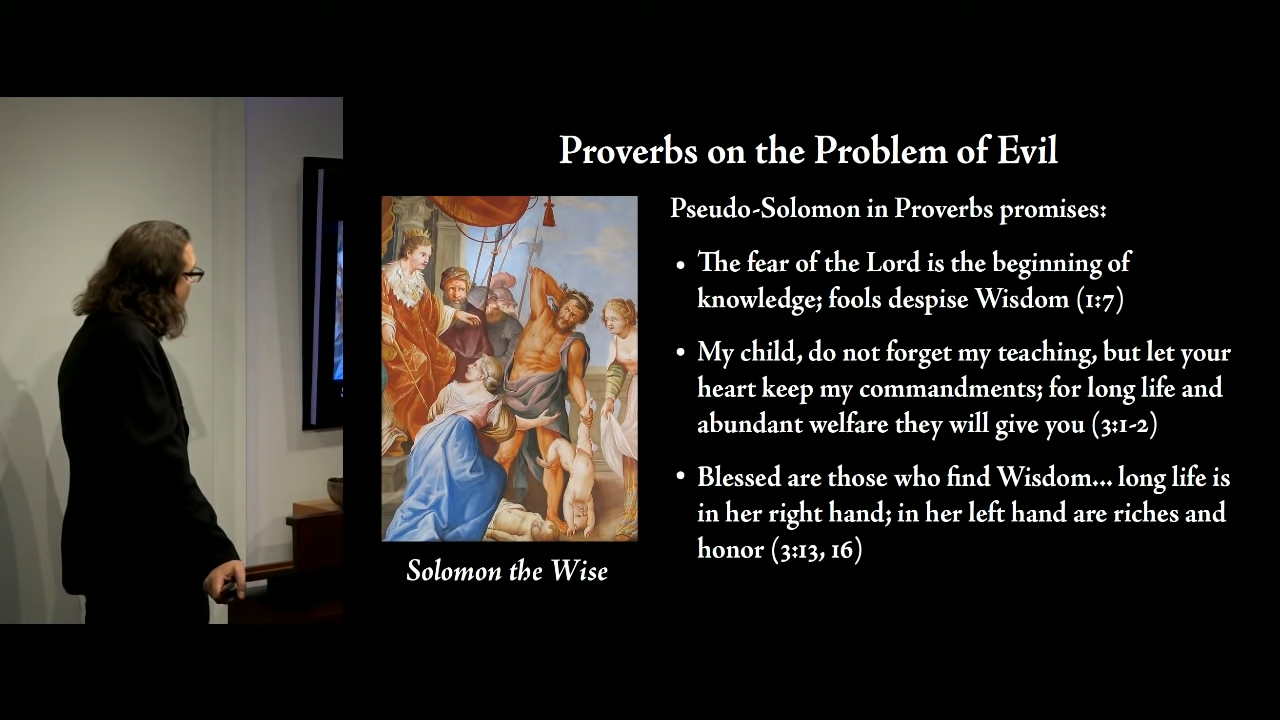 Proverbs on the Problem of Evil
Pseudo-Solomon in Proverbs promises:
• The fear of the Lord is the beginning of
knowledge; fools despise Wisdom (1:7)
• My child, do not forget my teaching, but let your
heart keep my commandments; for long life and
abundant welfare they will give you (3:1-2)
• Blessed are those who find Wisdom... long life is
in her right hand; in her left hand are riches and
honor (3:13, 16)
Solomon the Wise